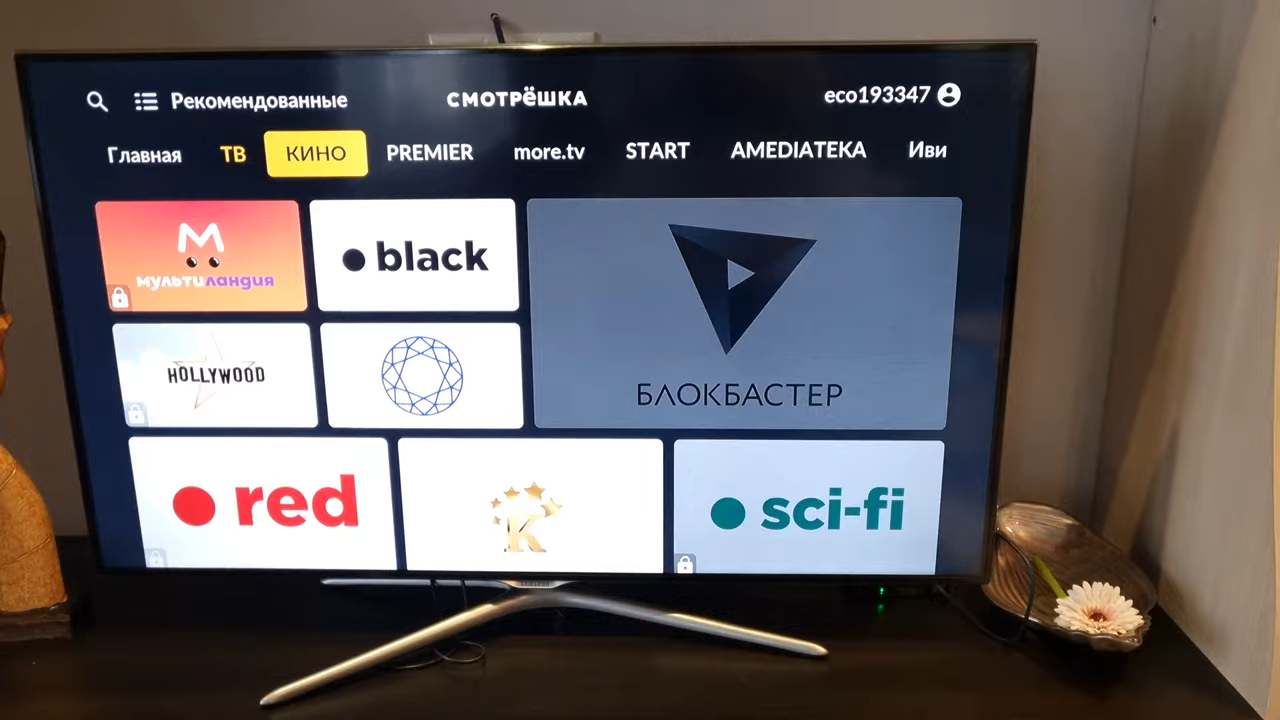 Рекомендованные
СМОТРЁШКА
eco193347
Главная ТВ КИНО PREMIER more.tv START AMEDIATEKA Иви
М
мультиландия
black
БЛОКБАСТЕР
HOLLYWOOD
red
К
sci-fi
SAMSUNG